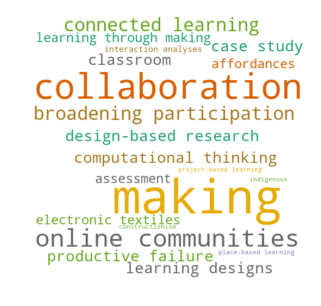 connected learning
learning through making
case study
interaction analyses
classroom
affordances
collaboration
broadening participation
design-based research
computational thinking
project-based learning
assessment
indigenous
making
electronic textiles
constructionism
online communities
productive failure
place-based learning
learning designs